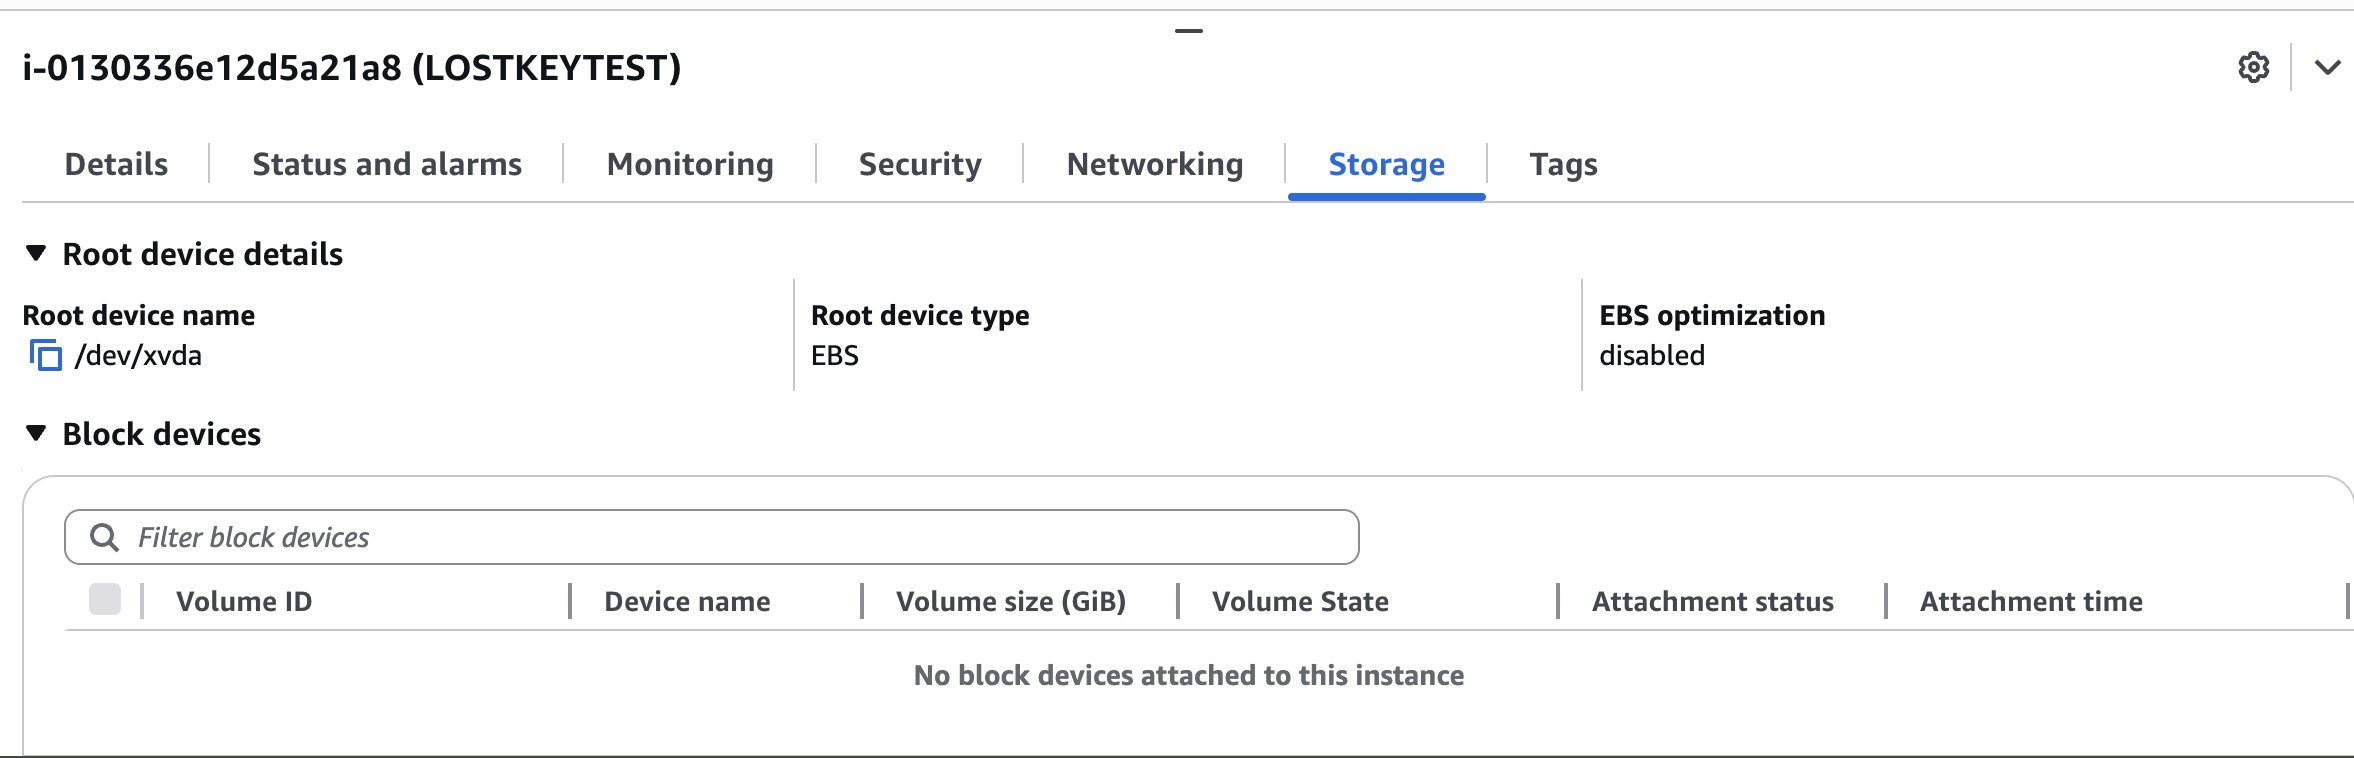 i-0130336e12d5a21a8 (LOSTKEYTEST)
Details Status and alarms Monitoring Security Networking Storage Tags
Root device details
Root device name Root device type EBS optimization
/dev/xvda EBS disabled
Block devices
Filter block devices
Volume ID Device name Volume size (GiB) Volume State Attachment status Attachment time
No block devices attached to this instance